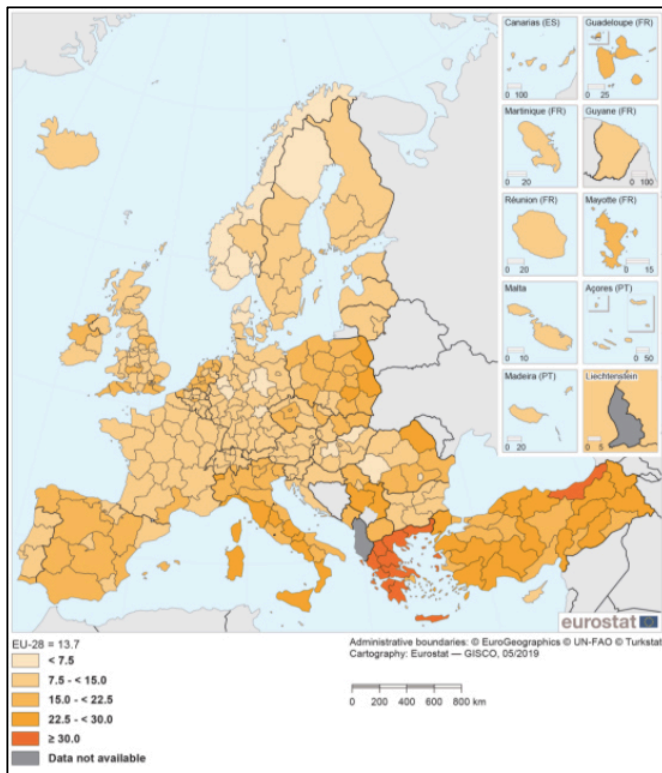 Canarias (ES)
0 100
Guadeloupe (FR)
0 25
Martinique (FR)
0 20
Guyane (FR)
0 100
Réunion (FR)
0 20
Mayotte (FR)
0 15
Malta
0 10
Açores (PT)
0 50
Madeira (PT)
0 20
Liechtenstein
0 5
eurostat
EU-28 = 13.7
< 7.5
7.5 - < 15.0
15.0 - < 22.5
22.5 - < 30.0
≥ 30.0
Data not available
Administrative boundaries: © EuroGeographics © UN-FAO © Turkstat
Cartography: Eurostat — GISCO, 05/2019
0 200 400 600 800 km